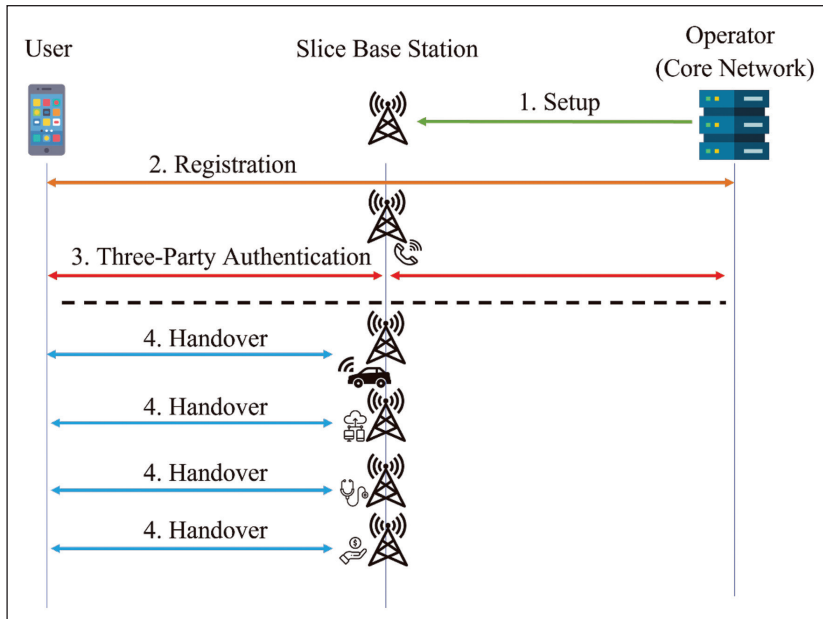 User
Slice Base Station
Operator
(Core Network)
1. Setup
2. Registration
3. Three-Party Authentication
4. Handover
4. Handover
4. Handover
4. Handover
$